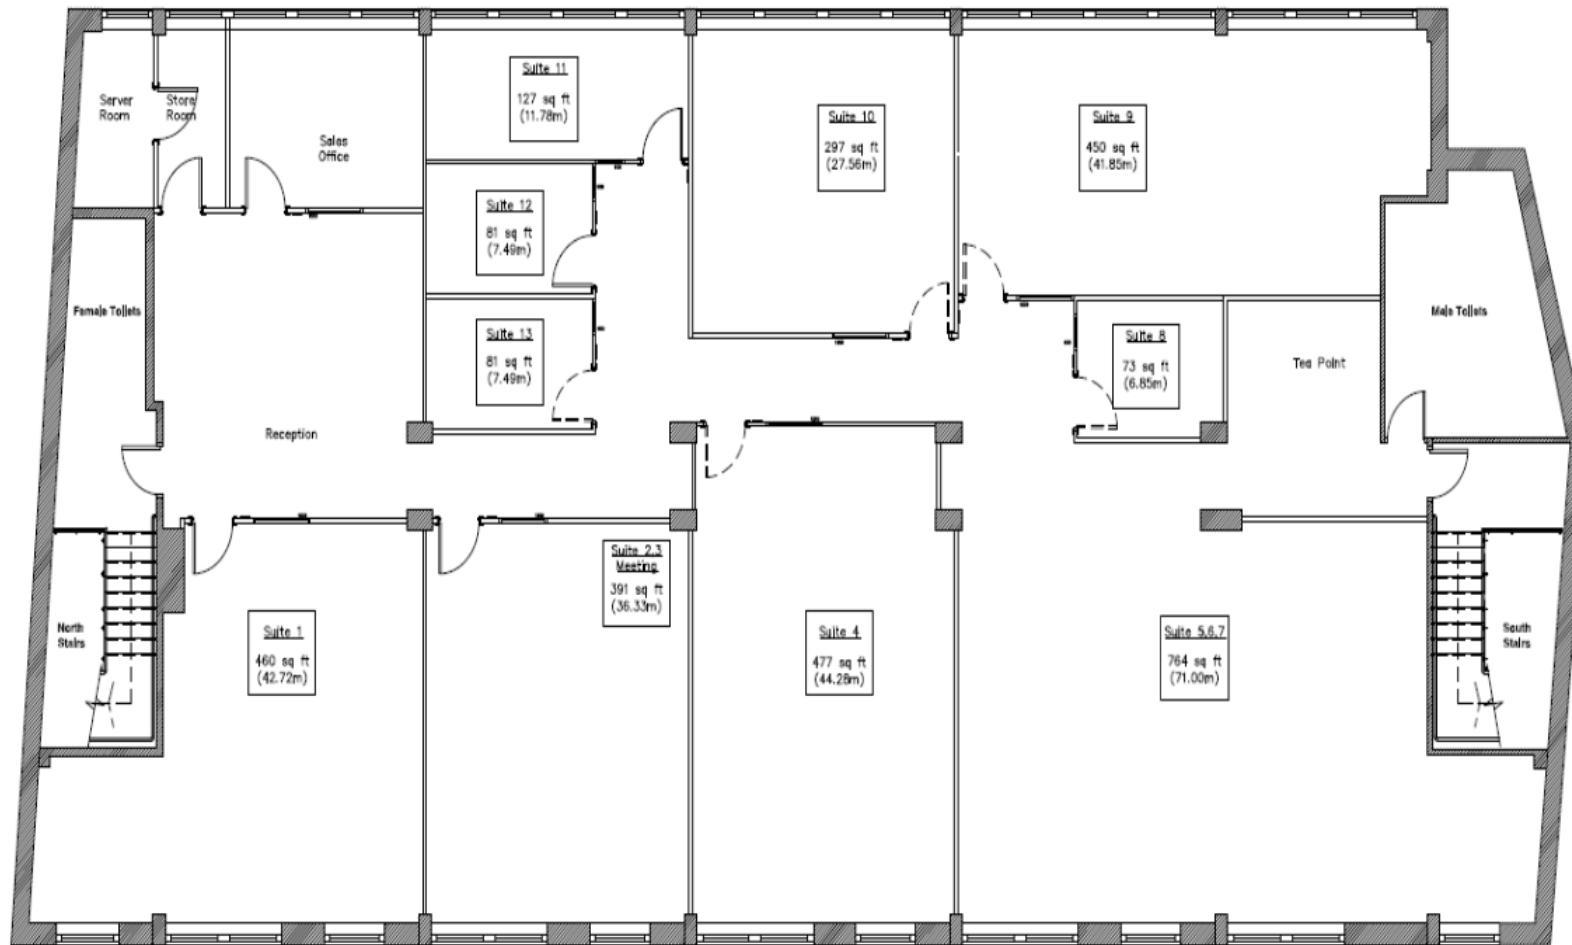 Suite 11
127 sq ft
(11.78m)
Server
Room
Store
Room
Sales
Office
Suite 10
297 sq ft
(27.56m)
Suite 9
450 sq ft
(41.85m)
Suite 12
81 sq ft
(7.49m)
Female Toilets
Suite 13
81 sq ft
(7.49m)
Suite 8
73 sq ft
(6.85m)
Tea Point
Male Toilets
Reception
Suite 2,3
Meeting
391 sq ft
(36.33m)
North
Stairs
Suite 1
460 sq ft
(42.72m)
Suite 4
477 sq ft
(44.28m)
Suite 5,6,7
764 sq ft
(71.00m)
South
Stairs